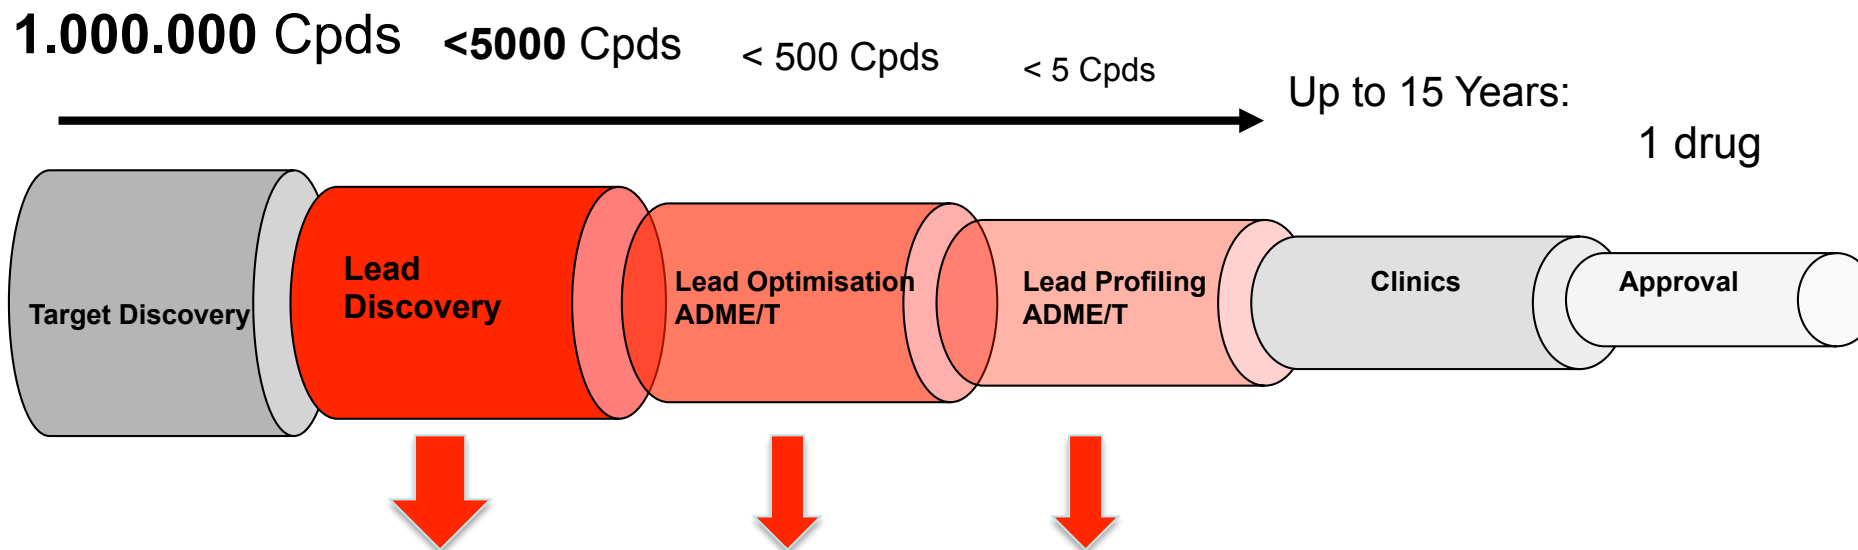 1.000.000 Cpds
<5000 Cpds
< 500 Cpds
< 5 Cpds
Up to 15 Years:
1 drug
Target Discovery
Lead
Discovery
Lead Optimisation
ADME/T
Lead Profiling
ADME/T
Clinics
Approval